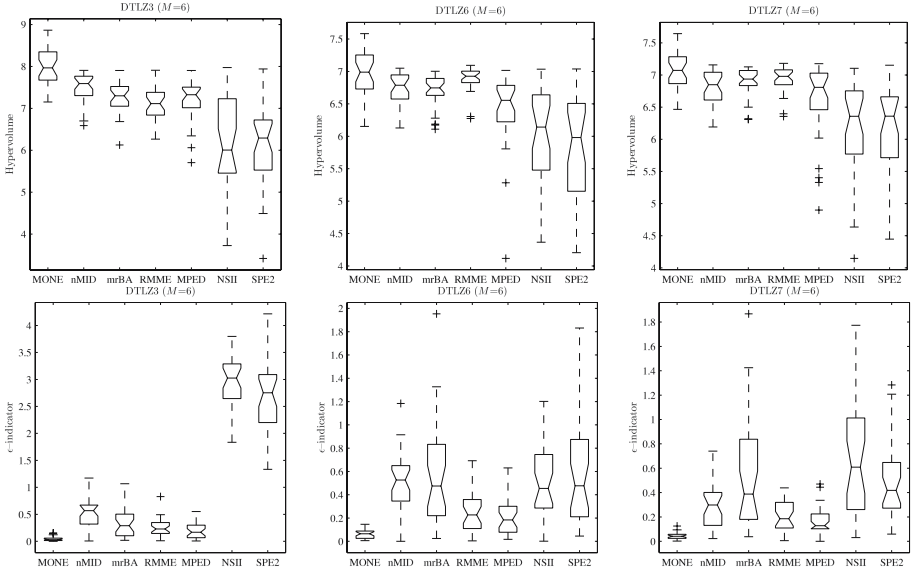 DTLZ3 (M=6)
9
8
7
6
5
4
Hypervolume
MONE nMID mrBA RMME MPED NSII SPE2
DTLZ6 (M=6)
7.5
7
6.5
6
5.5
5
4.5
4
Hypervolume
MONE nMID mrBA RMME MPED NSII SPE2
DTLZ7 (M=6)
7.5
7
6.5
6
5.5
5
4.5
4
Hypervolume
MONE nMID mrBA RMME MPED NSII SPE2
DTLZ3 (M=6)
4
3.5
3
2.5
2
1.5
1
0.5
0
ϵ–indicator
MONE nMID mrBA RMME MPED NSII SPE2
DTLZ6 (M=6)
2
1.8
1.6
1.4
1.2
1
0.8
0.6
0.4
0.2
0
ϵ–indicator
MONE nMID mrBA RMME MPED NSII SPE2
DTLZ7 (M=6)
1.8
1.6
1.4
1.2
1
0.8
0.6
0.4
0.2
0
ϵ–indicator
MONE nMID mrBA RMME MPED NSII SPE2